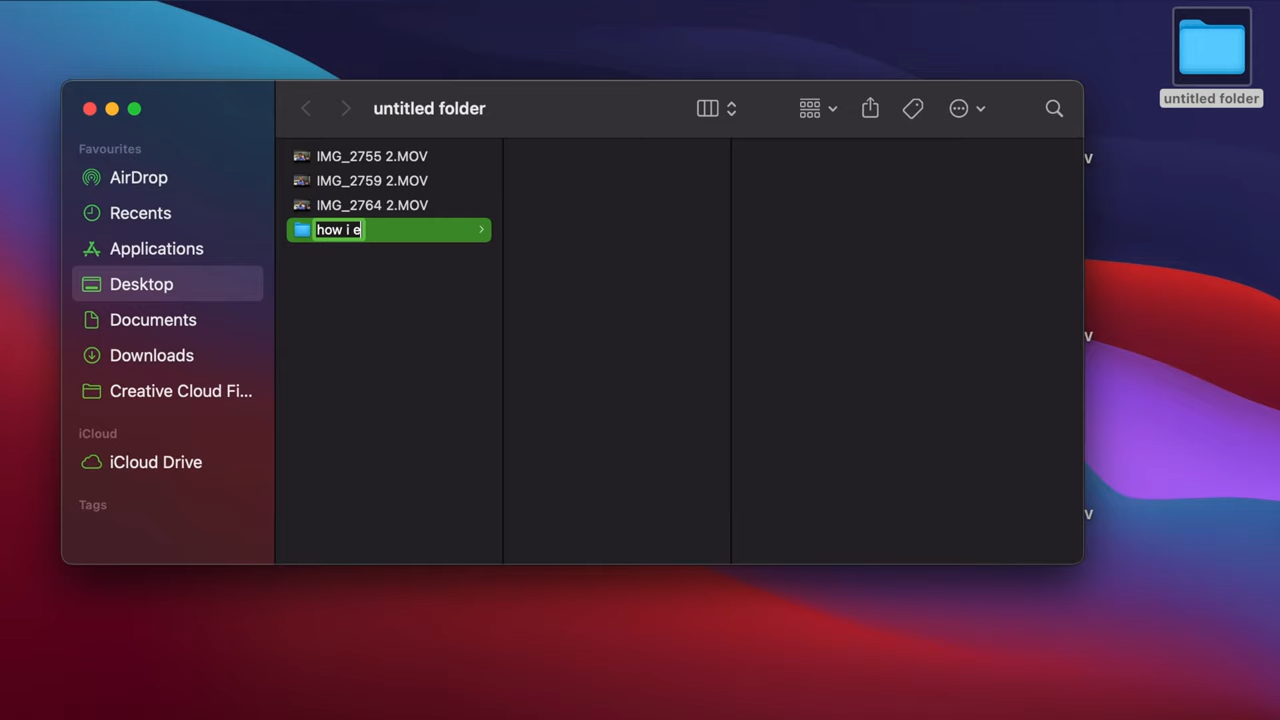 untitled folder
untitled folder
Favourites
AirDrop
Recents
Applications
Desktop
Documents
Downloads
Creative Cloud Fi...
iCloud
iCloud Drive
Tags
IMG_2755 2.MOV
IMG_2759 2.MOV
IMG_2764 2.MOV
how i e
V
V
V